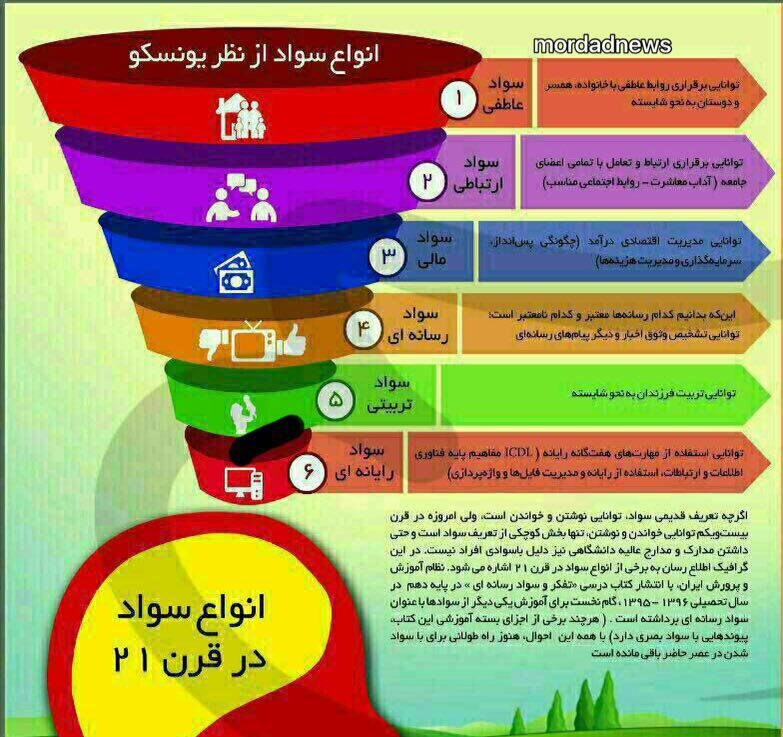 mordadnews
انواع سواد از نظر یونسکو
۱
سواد
عاطفی
توانایی برقراری روابط عاطفی با خانواده، همسر
و دوستان به نحو شایسته
۲
سواد
ارتباطی
توانایی برقراری ارتباط و تعامل با تمامی اعضای
جامعه ( آداب معاشرت - روابط اجتماعی مناسب)
۳
سواد
مالی
توانایی مدیریت اقتصادی درآمد (چگونگی پس‌انداز،
سرمایه‌گذاری و مدیریت هزینه‌ها)
۴
سواد
رسانه ای
این‌که بدانیم کدام رسانه‌ها معتبر و کدام نامعتبر است؛
توانایی تشخیص وثوق اخبار و دیگر پیام‌های رسانه‌ای
۵
سواد
تربیتی
توانایی تربیت فرزندان به نحو شایسته
۶
سواد
رایانه ای
توانایی استفاده از مهارت‌های هفت‌گانه رایانه ( ICDL مفاهیم پایه فناوری
اطلاعات و ارتباطات، استفاده از رایانه و مدیریت فایل‌ها و واژه‌پردازی)
اگرچه تعریف قدیمی سواد، توانایی نوشتن و خواندن است، ولی امروزه در قرن
بیست‌ویکم توانایی خواندن و نوشتن، تنها بخش کوچکی از تعریف سواد است و حتی
داشتن مدارک و مدارج عالیه دانشگاهی نیز دلیل باسوادی افراد نیست. در این
گرافیک اطلاع رسان به برخی از انواع سواد در قرن ۲۱ اشاره می شود. نظام آموزش
و پرورش ایران، با انتشار کتاب درسی «تفکر و سواد رسانه ای » در پایه دهم در
سال تحصیلی ۱۳۹۶ - ۱۳۹۵، گام نخست برای آموزش یکی دیگر از سوادها با عنوان
سواد رسانه ای برداشته است . ( هرچند برخی از اجزای بسته آموزشی این کتاب،
پیوندهایی با سواد بصری دارد) با همه این احوال، هنوز راه طولانی برای با سواد
شدن در عصر حاضر باقی مانده است
انواع سواد
در قرن ۲۱